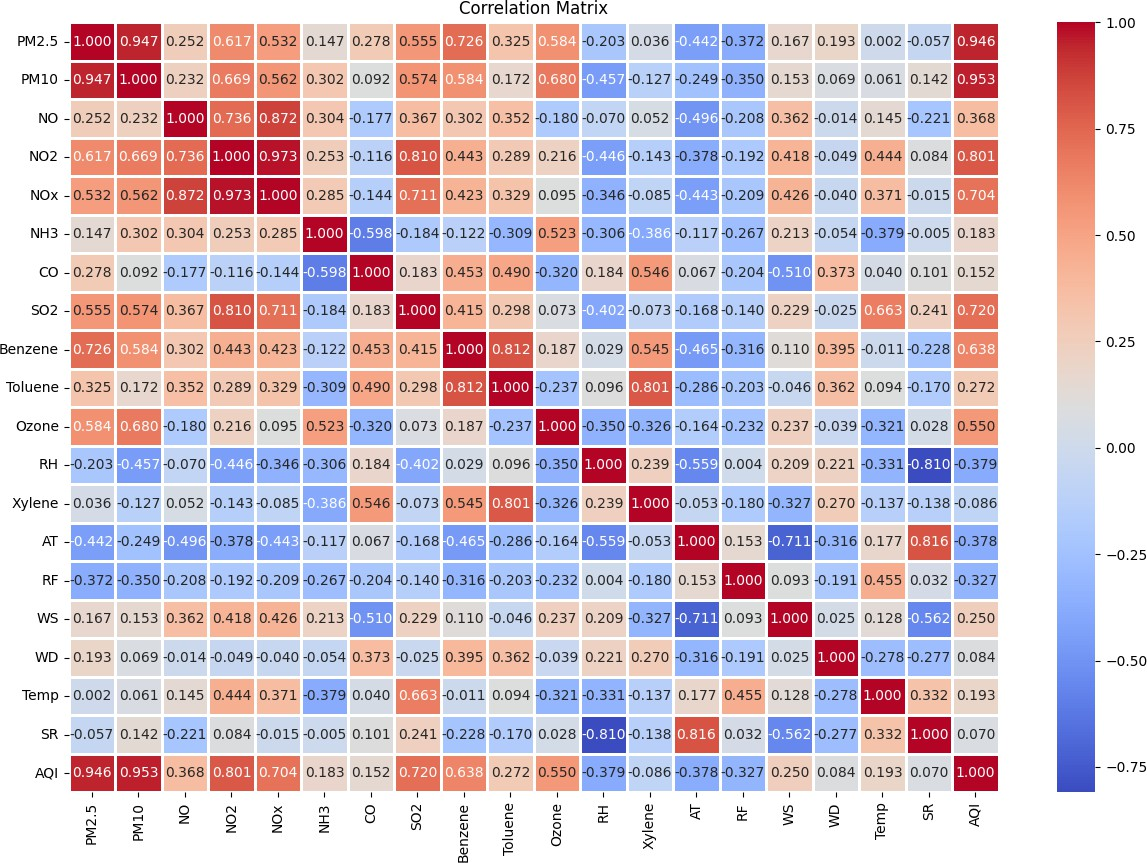 Correlation Matrix
PM2.5 1.000 0.947 0.252 0.617 0.532 0.147 0.278 0.555 0.726 0.325 0.584 -0.203 0.036 -0.442 -0.372 0.167 0.193 0.002 -0.057 0.946
PM10 0.947 1.000 0.232 0.669 0.562 0.302 0.092 0.574 0.584 0.172 0.680 -0.457 -0.127 -0.249 -0.350 0.153 0.069 0.061 0.142 0.953
NO 0.252 0.232 1.000 0.736 0.872 0.304 -0.177 0.367 0.302 0.352 -0.180 -0.070 0.052 -0.496 -0.208 0.362 -0.014 0.145 -0.221 0.368
NO2 0.617 0.669 0.736 1.000 0.973 0.253 -0.116 0.810 0.443 0.289 0.216 -0.446 -0.143 -0.378 -0.192 0.418 -0.049 0.444 0.084 0.801
NOx 0.532 0.562 0.872 0.973 1.000 0.285 -0.144 0.711 0.423 0.329 0.095 -0.346 -0.085 -0.443 -0.209 0.426 -0.040 0.371 -0.015 0.704
NH3 0.147 0.302 0.304 0.253 0.285 1.000 -0.598 -0.184 -0.122 -0.309 0.523 -0.306 -0.386 -0.117 -0.267 0.213 -0.054 -0.379 -0.005 0.183
CO 0.278 0.092 -0.177 -0.116 -0.144 -0.598 1.000 0.183 0.453 0.490 -0.320 0.184 0.546 0.067 -0.204 -0.510 0.373 0.040 0.101 0.152
SO2 0.555 0.574 0.367 0.810 0.711 -0.184 0.183 1.000 0.415 0.298 0.073 -0.402 -0.073 -0.168 -0.140 0.229 -0.025 0.663 0.241 0.720
Benzene 0.726 0.584 0.302 0.443 0.423 -0.122 0.453 0.415 1.000 0.812 0.187 0.029 0.545 -0.465 -0.316 0.110 0.395 -0.011 -0.228 0.638
Toluene 0.325 0.172 0.352 0.289 0.329 -0.309 0.490 0.298 0.812 1.000 -0.237 0.096 0.801 -0.286 -0.203 -0.046 0.362 0.094 -0.170 0.272
Ozone 0.584 0.680 -0.180 0.216 0.095 0.523 -0.320 0.073 0.187 -0.237 1.000 -0.350 -0.326 -0.164 -0.232 0.237 -0.039 -0.321 0.028 0.550
RH -0.203 -0.457 -0.070 -0.446 -0.346 -0.306 0.184 -0.402 0.029 0.096 -0.350 1.000 0.239 -0.559 0.004 0.209 0.221 -0.331 -0.810 -0.379
Xylene 0.036 -0.127 0.052 -0.143 -0.085 -0.386 0.546 -0.073 0.545 0.801 -0.326 0.239 1.000 -0.053 -0.180 -0.327 0.270 -0.137 -0.138 -0.086
AT -0.442 -0.249 -0.496 -0.378 -0.443 -0.117 0.067 -0.168 -0.465 -0.286 -0.164 -0.559 -0.053 1.000 0.153 -0.711 -0.316 0.177 0.816 -0.378
RF -0.372 -0.350 -0.208 -0.192 -0.209 -0.267 -0.204 -0.140 -0.316 -0.203 -0.232 0.004 -0.180 0.153 1.000 0.093 -0.191 0.455 0.032 -0.327
WS 0.167 0.153 0.362 0.418 0.426 0.213 -0.510 0.229 0.110 -0.046 0.237 0.209 -0.327 -0.711 0.093 1.000 0.025 0.128 -0.562 0.250
WD 0.193 0.069 -0.014 -0.049 -0.040 -0.054 0.373 -0.025 0.395 0.362 -0.039 0.221 0.270 -0.316 -0.191 0.025 1.000 -0.278 -0.277 0.084
Temp 0.002 0.061 0.145 0.444 0.371 -0.379 0.040 0.663 -0.011 0.094 -0.321 -0.331 -0.137 0.177 0.455 0.128 -0.278 1.000 0.332 0.193
SR -0.057 0.142 -0.221 0.084 -0.015 -0.005 0.101 0.241 -0.228 -0.170 0.028 -0.810 -0.138 0.816 0.032 -0.562 -0.277 0.332 1.000 0.070
AQI 0.946 0.953 0.368 0.801 0.704 0.183 0.152 0.720 0.638 0.272 0.550 -0.379 -0.086 -0.378 -0.327 0.250 0.084 0.193 0.070 1.000
PM2.5 PM10 NO NO2 NOx NH3 CO SO2 Benzene Toluene Ozone RH Xylene AT RF WS WD Temp SR AQI
1.00
0.75
0.50
0.25
0.00
−0.25
−0.50
−0.75